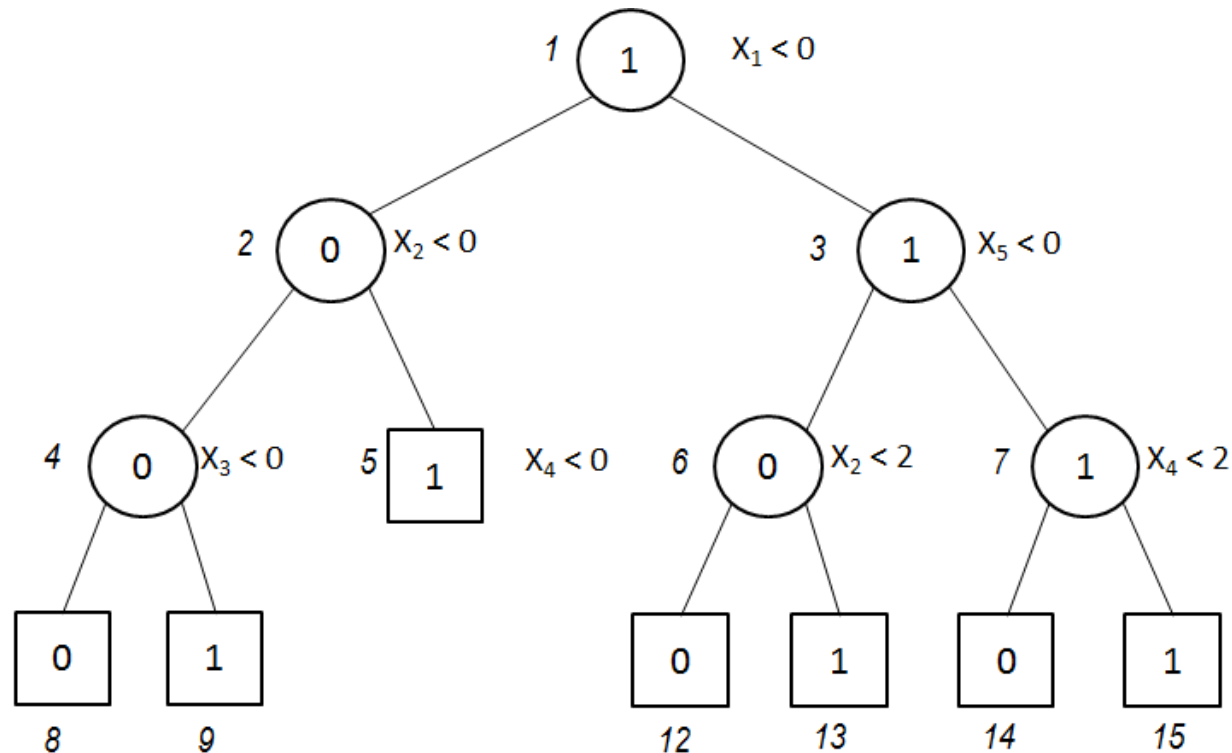 1 1 X₁ < 0
2 0 X₂ < 0 3 1 X₅ < 0
4 0 X₃ < 0 5 1 X₄ < 0 6 0 X₂ < 2 7 1 X₄ < 2
0 1 0 1 0 1
8 9 12 13 14 15